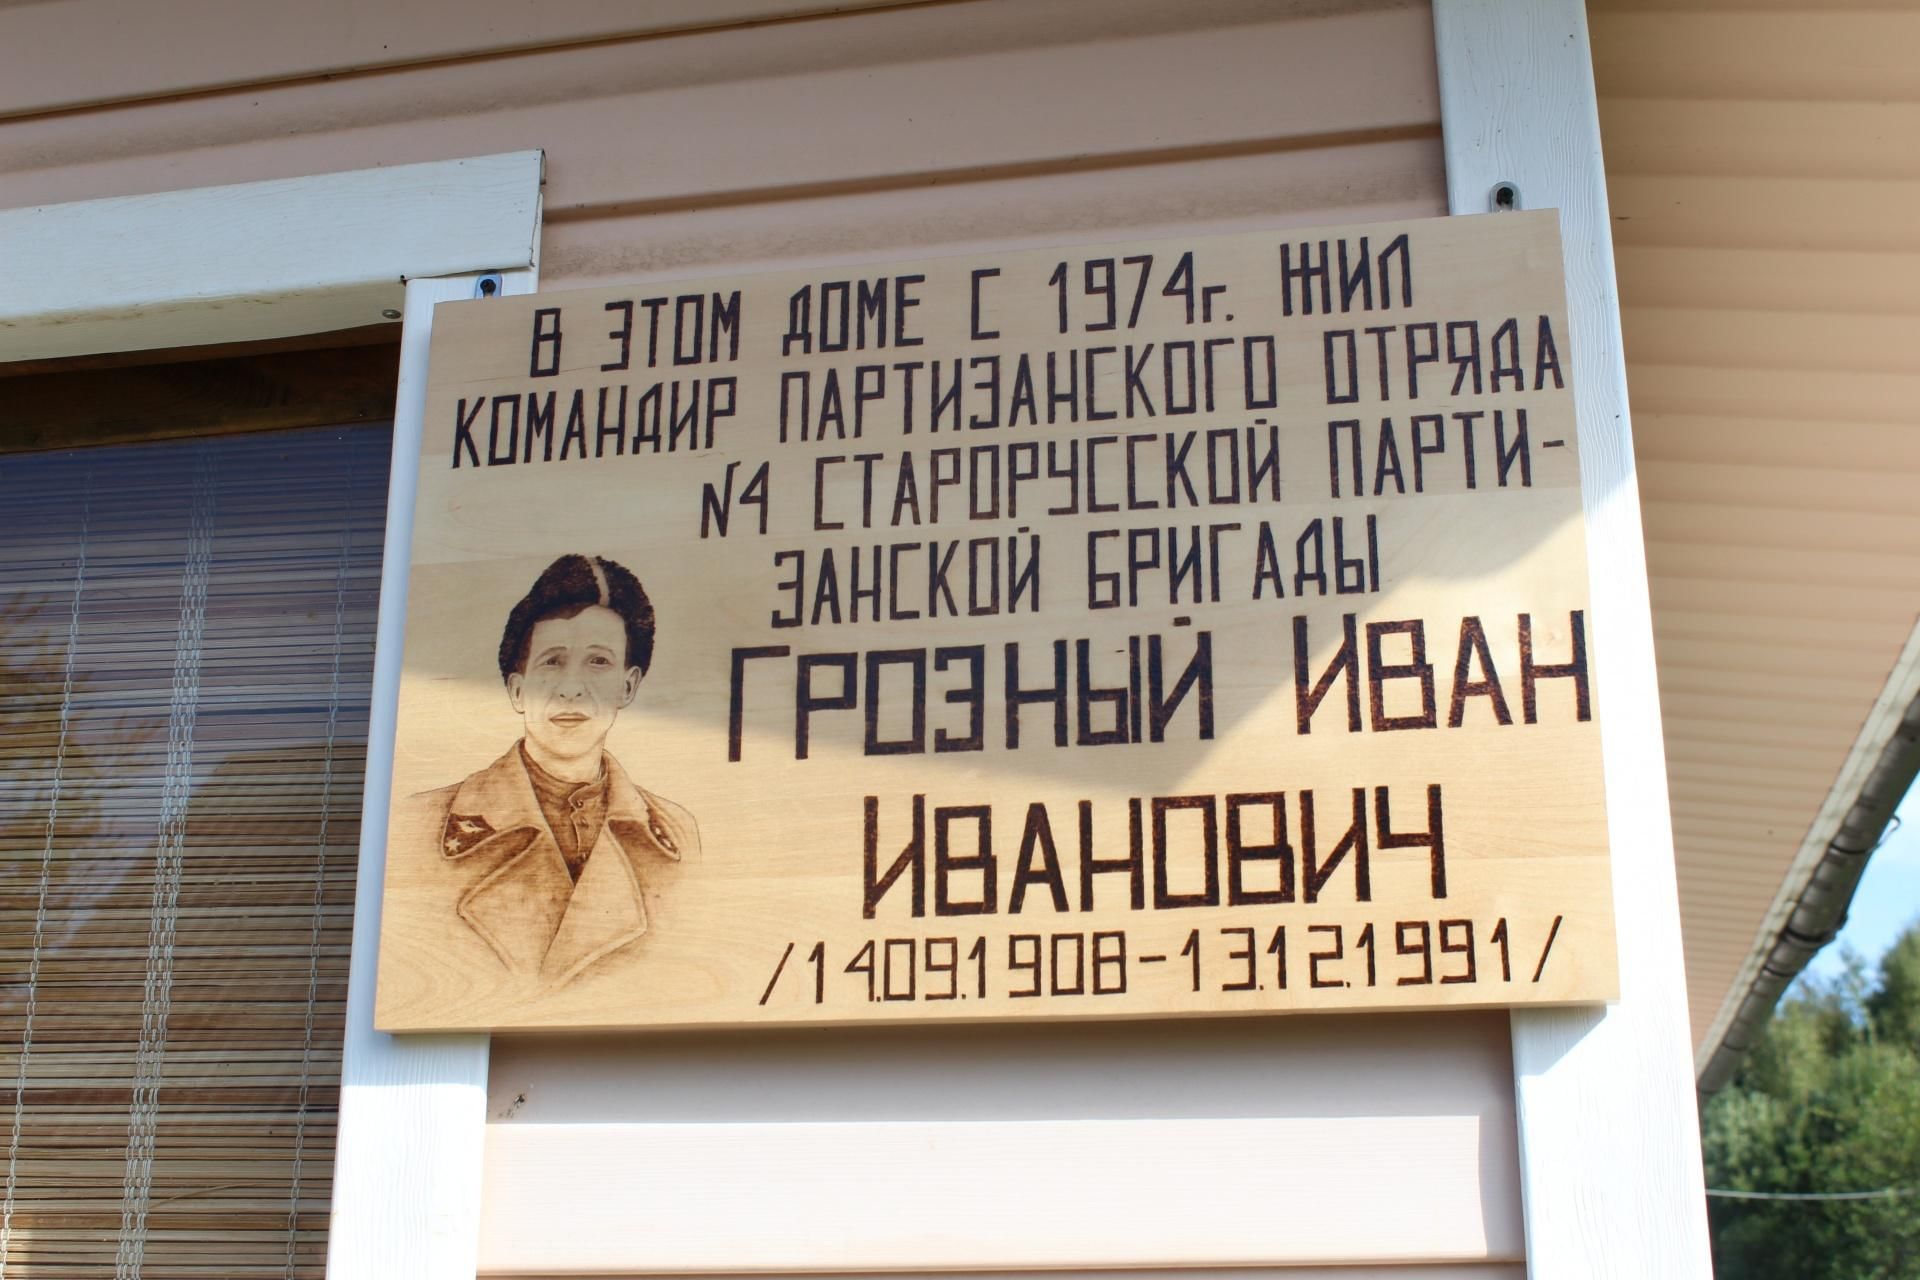 В ЭТОМ ДОМЕ С 1974г. ЖИЛ
КОМАНДИР ПАРТИЗАНСКОГО ОТРЯДА
N4 СТАРОРУССКОЙ ПАРТИ-
ЗАНСКОЙ БРИГАДЫ
ГРОЗНЫЙ ИВАН
ИВАНОВИЧ
/14.09.1908-13.12.1991/